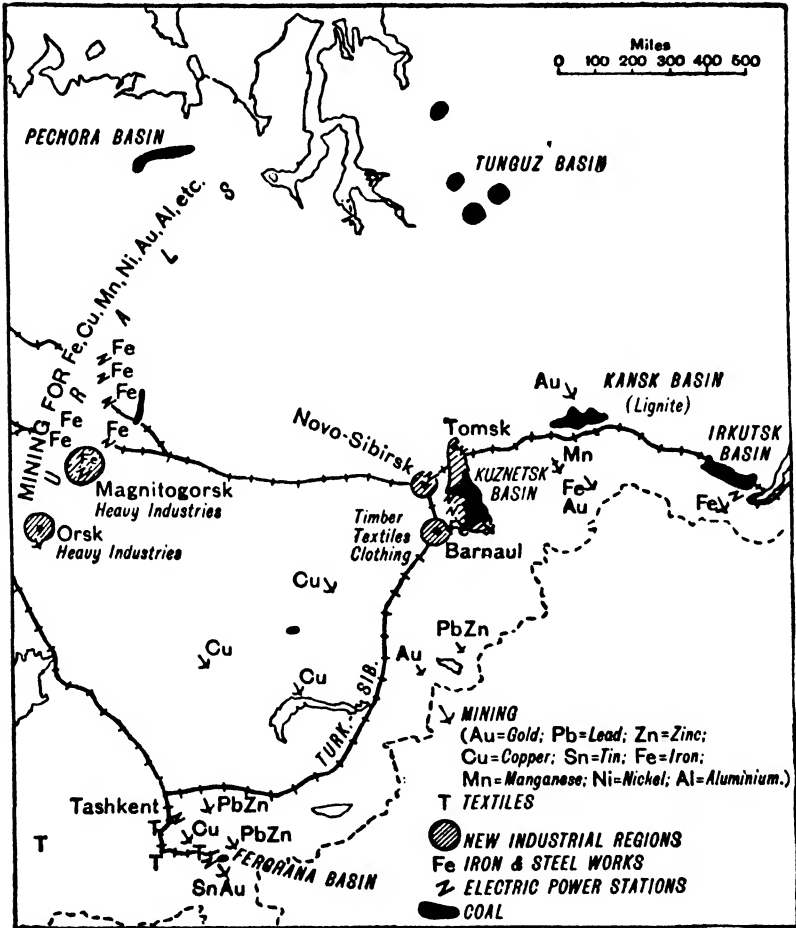 Miles
0 100 200 300 400 500
PECHORA BASIN
TUNGUZ BASIN
MINING FOR Fe, Cu, Mn, Ni, Au, Al, etc.
U R A L S
Fe
Fe
Fe
Fe
Fe
Fe
Magnitogorsk
Heavy Industries
Orsk
Heavy Industries
Novo-Sibirsk
Tomsk
KUZNETSK
BASIN
Timber
Textiles
Clothing
Barnaul
Au
KANSK BASIN
(Lignite)
Mn
Fe
Au
IRKUTSK
BASIN
Fe
Cu
Cu
Cu
Au
PbZn
TURK.-SIB.
Tashkent
PbZn
T
T
T
T
Cu
PbZn
FERGHANA BASIN
SnAu
MINING
(Au=Gold; Pb=Lead; Zn=Zinc;
Cu=Copper; Sn=Tin; Fe=Iron;
Mn=Manganese; Ni=Nickel; Al=Aluminium.)
T TEXTILES
NEW INDUSTRIAL REGIONS
Fe IRON & STEEL WORKS
ELECTRIC POWER STATIONS
COAL